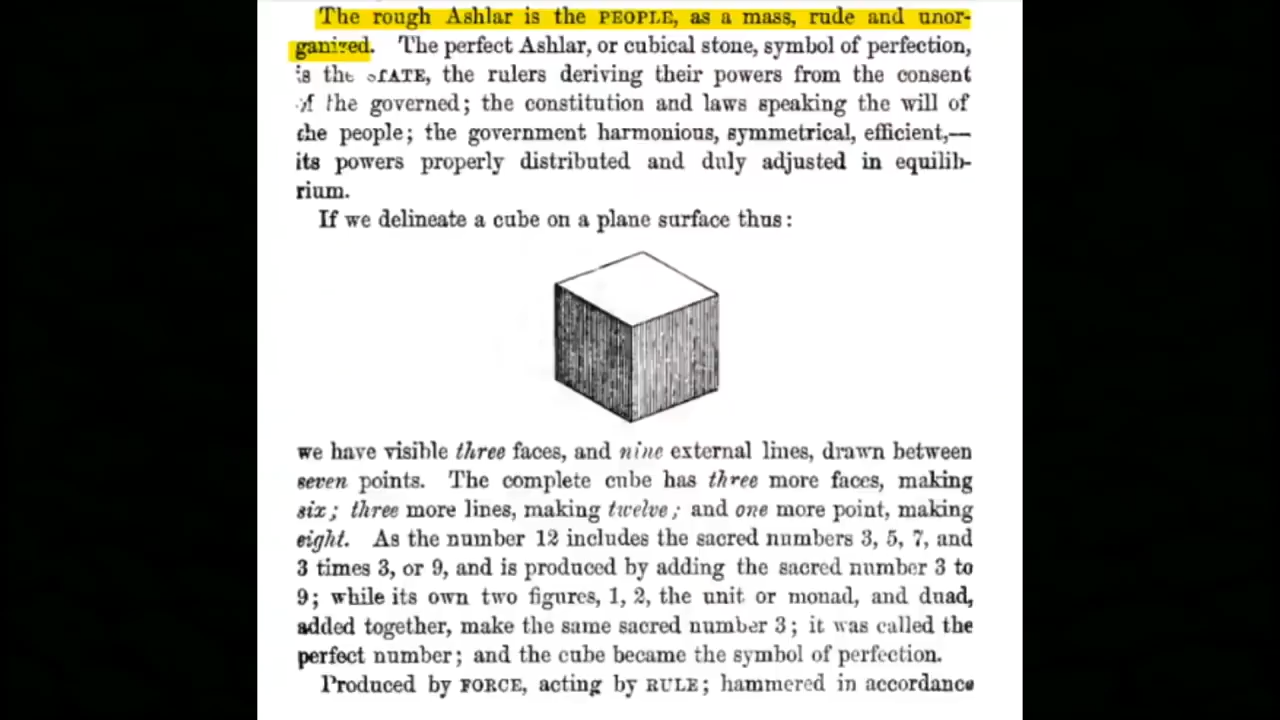 The rough Ashlar is the PEOPLE, as a mass, rude and unor-
ganized. The perfect Ashlar, or cubical stone, symbol of perfection,
is the STATE, the rulers deriving their powers from the consent
of the governed; the constitution and laws speaking the will of
the people; the government harmonious, symmetrical, efficient,—
its powers properly distributed and duly adjusted in equilib-
rium.
If we delineate a cube on a plane surface thus:
we have visible three faces, and nine external lines, drawn between
seven points. The complete cube has three more faces, making
six; three more lines, making twelve; and one more point, making
eight. As the number 12 includes the sacred numbers 3, 5, 7, and
3 times 3, or 9, and is produced by adding the sacred number 3 to
9; while its own two figures, 1, 2, the unit or monad, and duad,
added together, make the same sacred number 3; it was called the
perfect number; and the cube became the symbol of perfection.
Produced by FORCE, acting by RULE; hammered in accordance